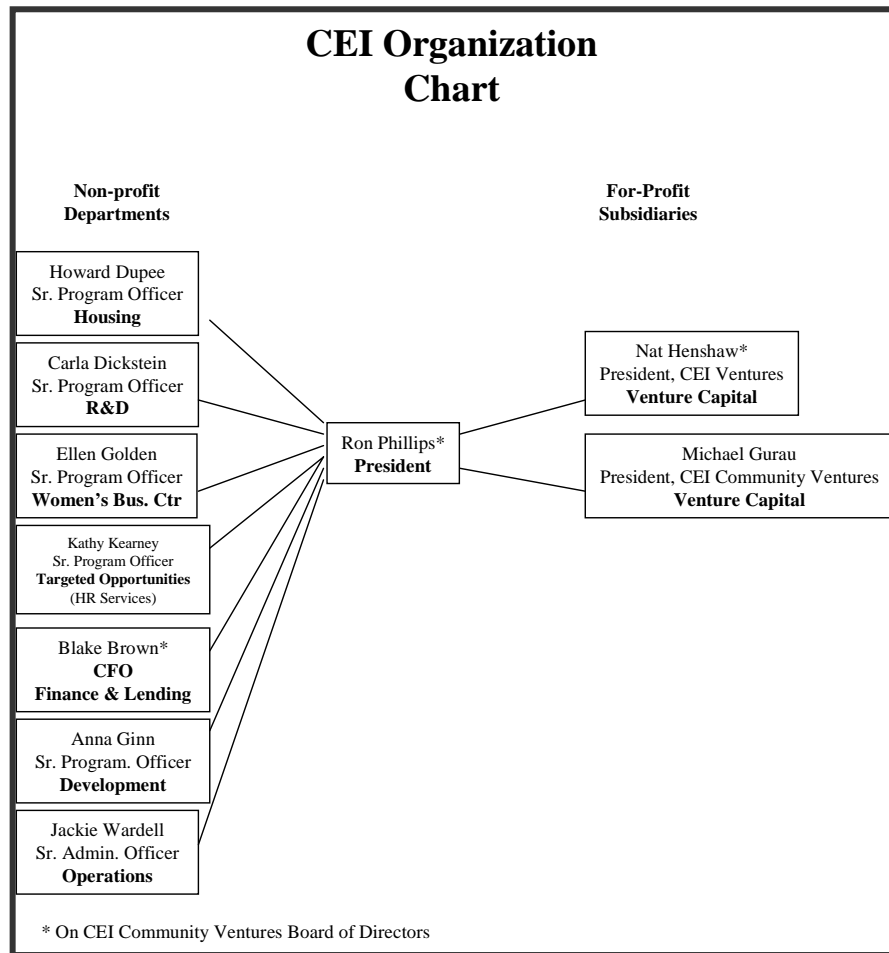 CEI Organization
Chart
Non-profit
Departments
For-Profit
Subsidiaries
Howard Dupee
Sr. Program Officer
Housing
Carla Dickstein
Sr. Program Officer
R&D
Ellen Golden
Sr. Program Officer
Women’s Bus. Ctr
Kathy Kearney
Sr. Program Officer
Targeted Opportunities
(HR Services)
Blake Brown*
CFO
Finance & Lending
Anna Ginn
Sr. Program. Officer
Development
Jackie Wardell
Sr. Admin. Officer
Operations
Ron Phillips*
President
Nat Henshaw*
President, CEI Ventures
Venture Capital
Michael Gurau
President, CEI Community Ventures
Venture Capital
* On CEI Community Ventures Board of Directors